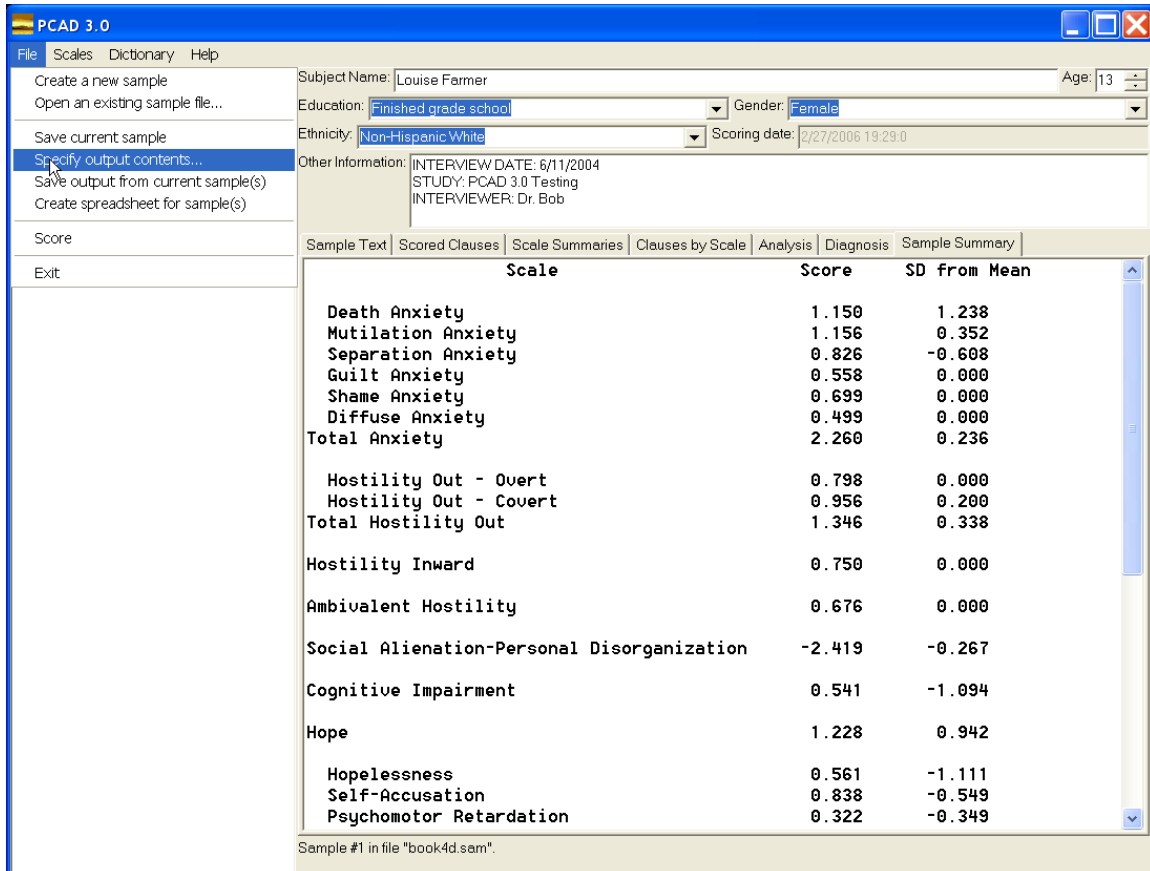 PCAD 3.0
File Scales Dictionary Help
Create a new sample
Open an existing sample file...
Save current sample
Specify output contents...
Save output from current sample(s)
Create spreadsheet for sample(s)
Score
Exit
Subject Name: Louise Farmer Age: 13
Education: Finished grade school Gender: Female
Ethnicity: Non-Hispanic White Scoring date: 2/27/2006 19:29:0
Other Information: INTERVIEW DATE: 6/11/2004
STUDY: PCAD 3.0 Testing
INTERVIEWER: Dr. Bob
Sample Text Scored Clauses Scale Summaries Clauses by Scale Analysis Diagnosis Sample Summary
Scale Score SD from Mean
Death Anxiety 1.150 1.238
Mutilation Anxiety 1.156 0.352
Separation Anxiety 0.826 -0.608
Guilt Anxiety 0.558 0.000
Shame Anxiety 0.699 0.000
Diffuse Anxiety 0.499 0.000
Total Anxiety 2.260 0.236
Hostility Out - Overt 0.798 0.000
Hostility Out - Covert 0.956 0.200
Total Hostility Out 1.346 0.338
Hostility Inward 0.750 0.000
Ambivalent Hostility 0.676 0.000
Social Alienation-Personal Disorganization -2.419 -0.267
Cognitive Impairment 0.541 -1.094
Hope 1.228 0.942
Hopelessness 0.561 -1.111
Self-Accusation 0.838 -0.549
Psychomotor Retardation 0.322 -0.349
Sample #1 in file "book4d.sam".